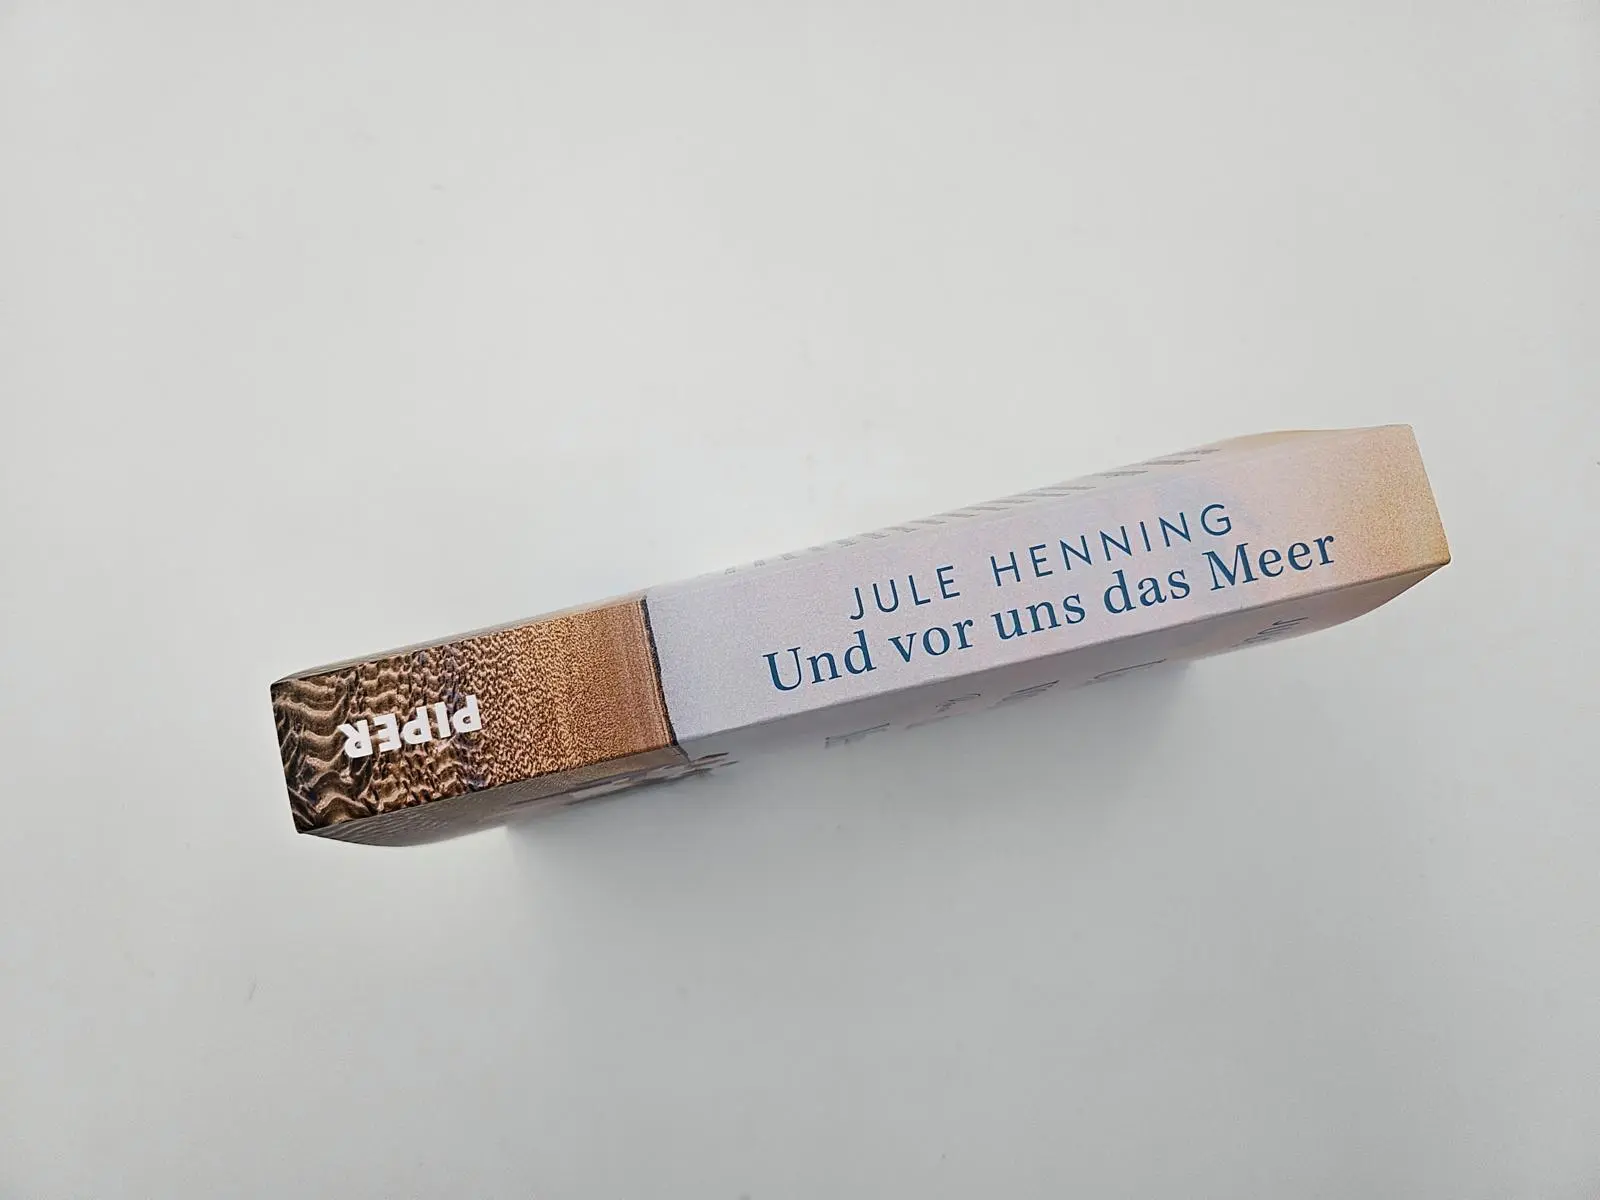 JULE HENNING
Und vor uns das Meer
PIPER